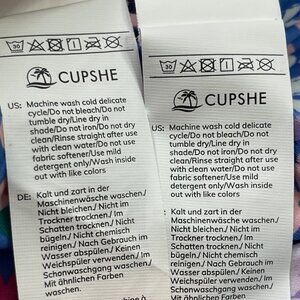 30
CUPSHE
US: Machine wash cold delicate
cycle/Do not bleach/Do not
tumble dry/Line dry in
shade/Do not iron/Do not dry
clean/Rinse straight after use
with clean water/Do not use
fabric softener/Use mild
detergent only/Wash inside
out with like colors
DE: Kalt und zart in der
Maschinenwäsche waschen./
Nicht bleichen./ Nicht im
Trockner trocknen./ Im
Schatten trocknen./ Nicht
bügeln./ Nicht chemisch
reinigen./ Nach Gebrauch im
Wasser abspülen./ Keinen
Weichspüler verwenden./ Im
Schonwaschgang waschen./
Mit ähnlichen Farben
waschen.
30
CUPSHE
US: Machine wash cold delicate
cycle/Do not bleach/Do not
tumble dry/Line dry in
shade/Do not iron/Do not dry
clean/Rinse straight after use
with clean water/Do not use
fabric softener/Use mild
detergent only/Wash inside
out with like colors
DE: Kalt und zart in der
Maschinenwäsche waschen./
Nicht bleichen./ Nicht im
Trockner trocknen./ Im
Schatten trocknen./ Nicht
bügeln./ Nicht chemisch
reinigen./ Nach Gebrauch im
Wasser abspülen./ Keinen
Weichspüler verwenden./ Im
Schonwaschgang waschen./
Mit ähnlichen Farben